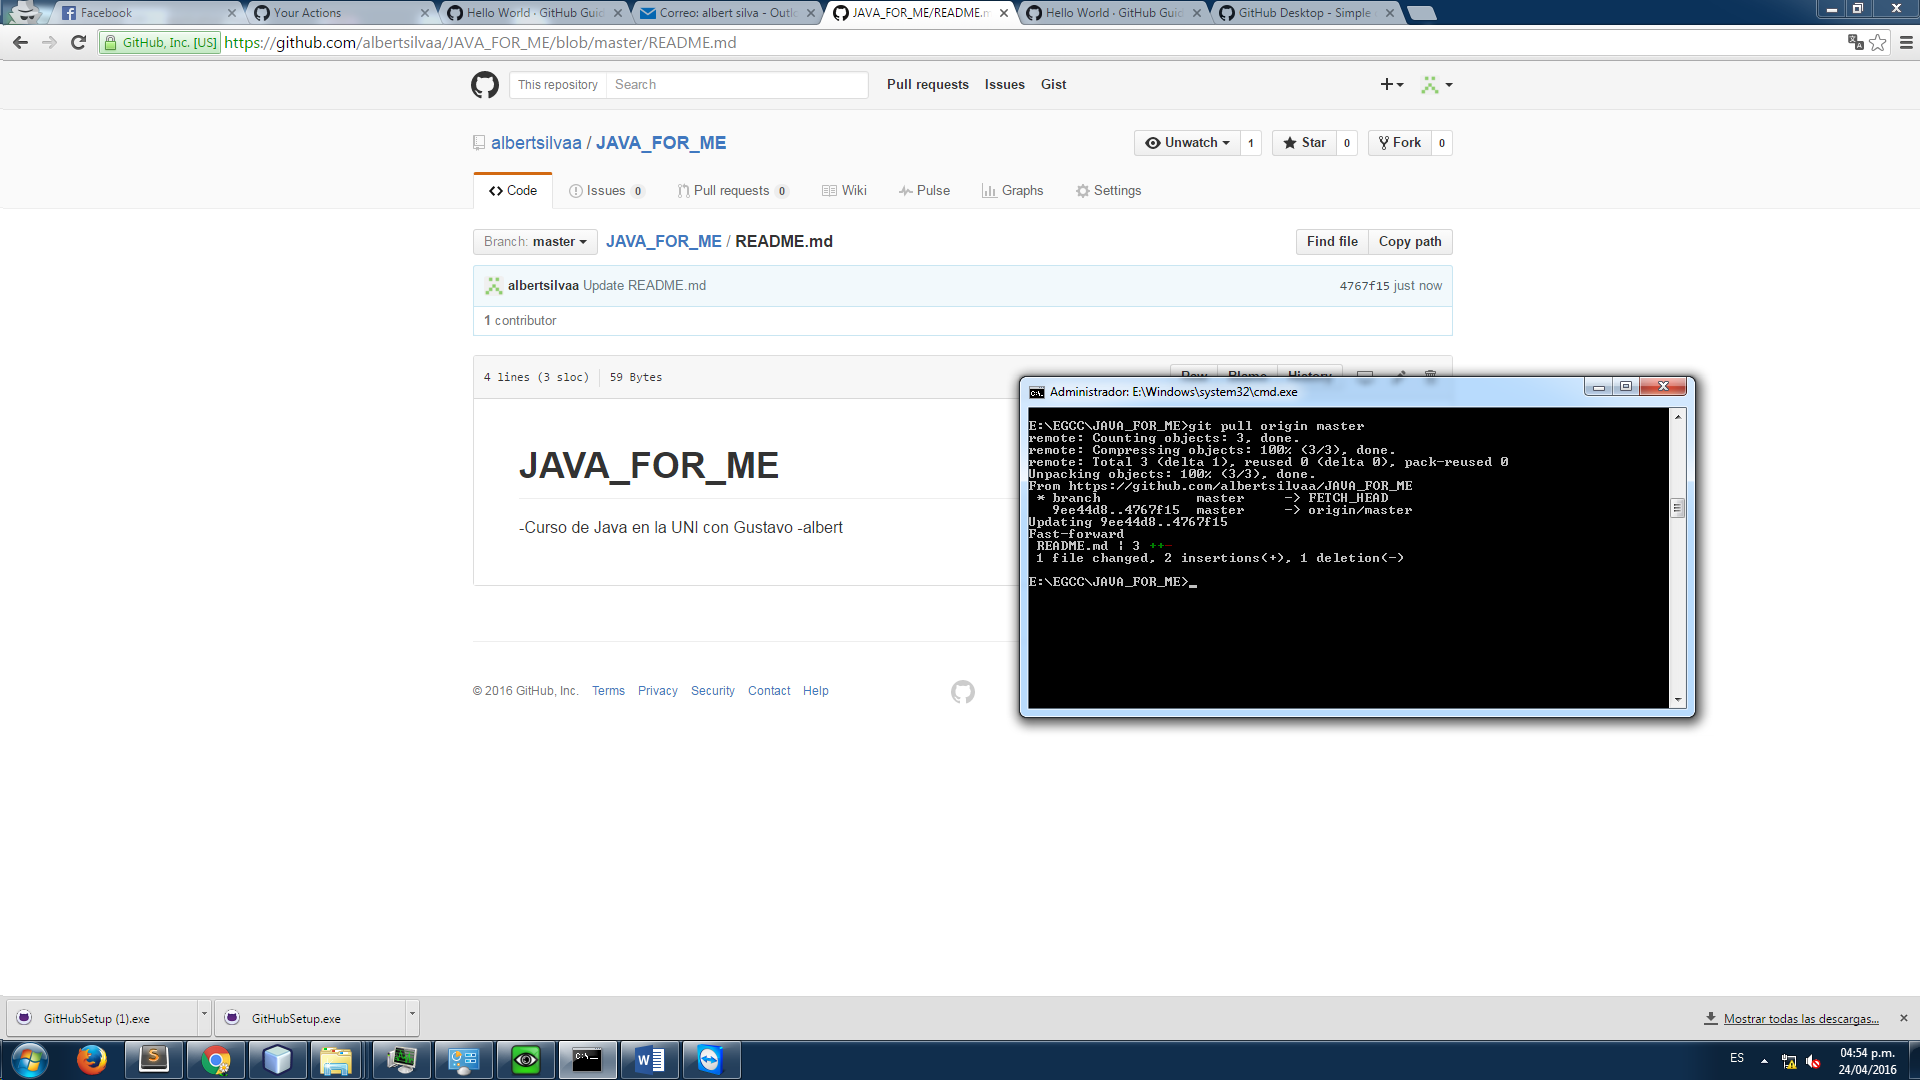 Facebook
Your Actions
Hello World · GitHub Guid
Correo: albert silva - Outlo
JAVA_FOR_ME/README.m
Hello World · GitHub Guid
GitHub Desktop - Simple
GitHub, Inc. [US] https://github.com/albertsilvaa/JAVA_FOR_ME/blob/master/README.md
This repository Search Pull requests Issues Gist
albertsilvaa / JAVA_FOR_ME
Unwatch 1 Star 0 Fork 0
Code Issues 0 Pull requests 0 Wiki Pulse Graphs Settings
Branch: master JAVA_FOR_ME / README.md Find file Copy path
albertsilvaa Update README.md 4767f15 just now
1 contributor
4 lines (3 sloc) 59 Bytes Raw Blame History
JAVA_FOR_ME
-Curso de Java en la UNI con Gustavo -albert
© 2016 GitHub, Inc. Terms Privacy Security Contact Help
Administrador: E:\Windows\system32\cmd.exe
E:\EGCC\JAVA_FOR_ME>git pull origin master
remote: Counting objects: 3, done.
remote: Compressing objects: 100% (3/3), done.
remote: Total 3 (delta 1), reused 0 (delta 0), pack-reused 0
Unpacking objects: 100% (3/3), done.
From https://github.com/albertsilvaa/JAVA_FOR_ME
* branch master -> FETCH_HEAD
9ee44d8..4767f15 master -> origin/master
Updating 9ee44d8..4767f15
Fast-forward
README.md | 3 ++-
1 file changed, 2 insertions(+), 1 deletion(-)
E:\EGCC\JAVA_FOR_ME>_
GitHubSetup (1).exe
GitHubSetup.exe
Mostrar todas las descargas...
ES
04:54 p.m.
24/04/2016